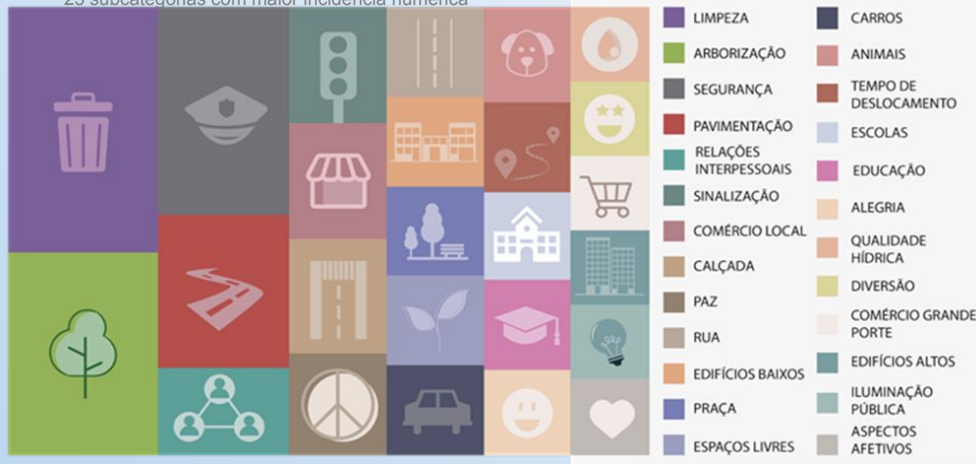 25 subcategorias com maior incidência numérica
LIMPEZA
ARBORIZAÇÃO
SEGURANÇA
PAVIMENTAÇÃO
RELAÇÕES
INTERPESSOAIS
SINALIZAÇÃO
COMÉRCIO LOCAL
CALÇADA
PAZ
RUA
EDIFÍCIOS BAIXOS
PRAÇA
ESPAÇOS LIVRES
CARROS
ANIMAIS
TEMPO DE
DESLOCAMENTO
ESCOLAS
EDUCAÇÃO
ALEGRIA
QUALIDADE
HÍDRICA
DIVERSÃO
COMÉRCIO GRANDE
PORTE
EDIFÍCIOS ALTOS
ILUMINAÇÃO
PÚBLICA
ASPECTOS
AFETIVOS